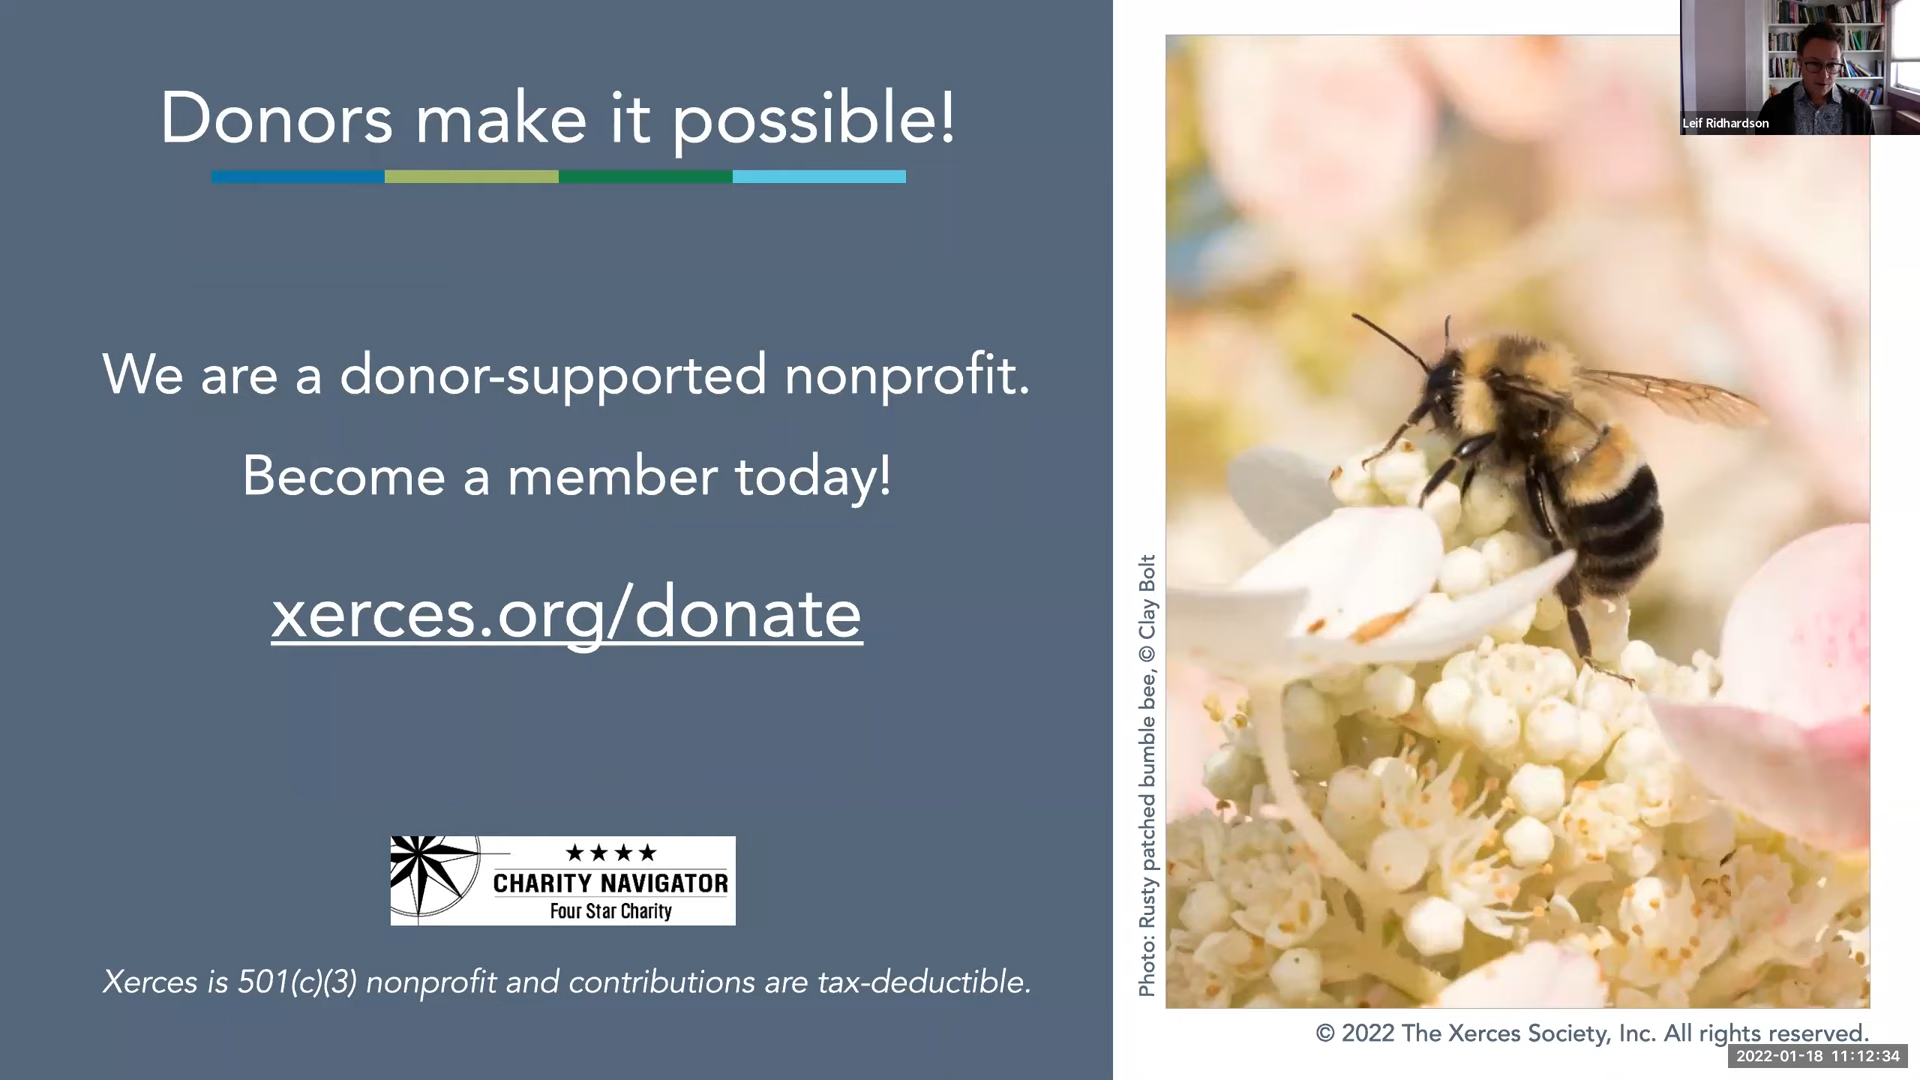 Donors make it possible!
We are a donor-supported nonprofit.
Become a member today!
xerces.org/donate
★★★★
CHARITY NAVIGATOR
Four Star Charity
Xerces is 501(c)(3) nonprofit and contributions are tax-deductible.
Photo: Rusty patched bumble bee, © Clay Bolt
Leif Ridhardson
© 2022 The Xerces Society, Inc. All rights reserved.
2022-01-18 11:12:34